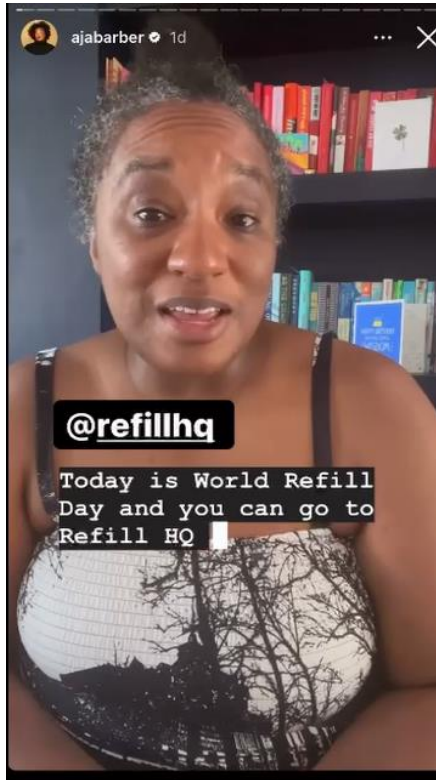 ajabarber 1d
@refillhq
Today is World Refill
Day and you can go to
Refill HQ